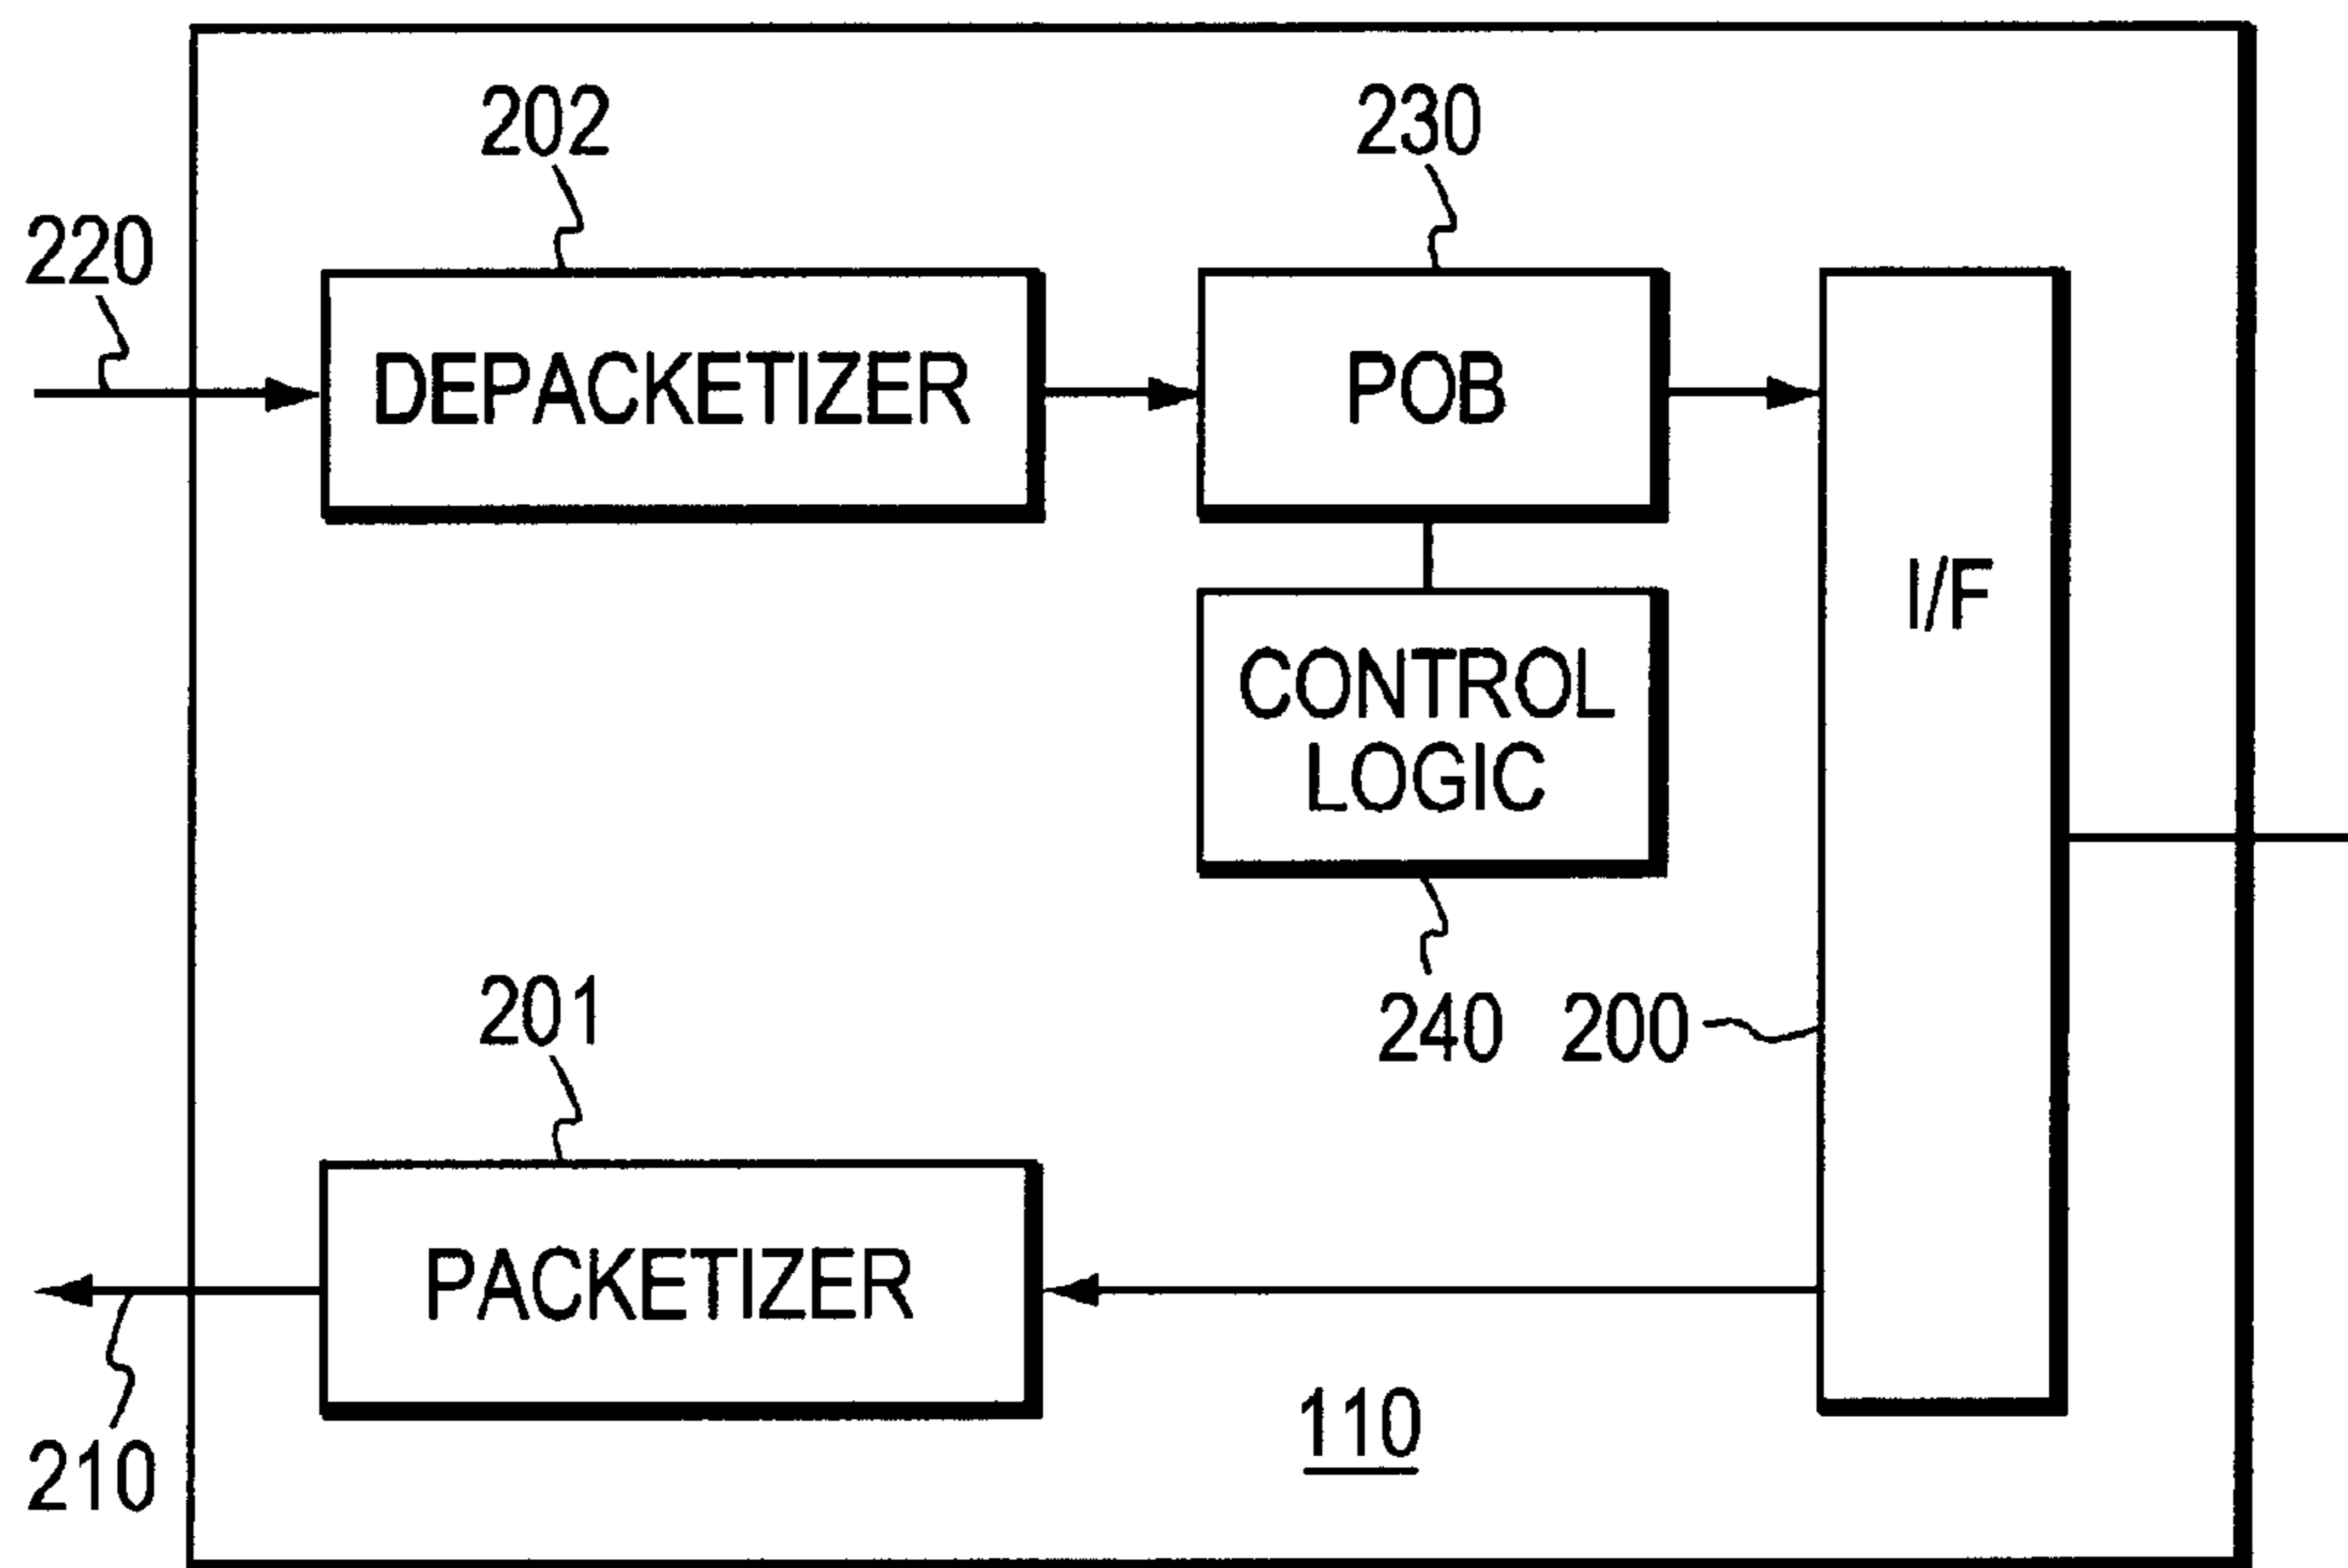 202
230
220
DEPACKETIZER
POB
I/F
CONTROL
LOGIC
201
240
200
PACKETIZER
110
210